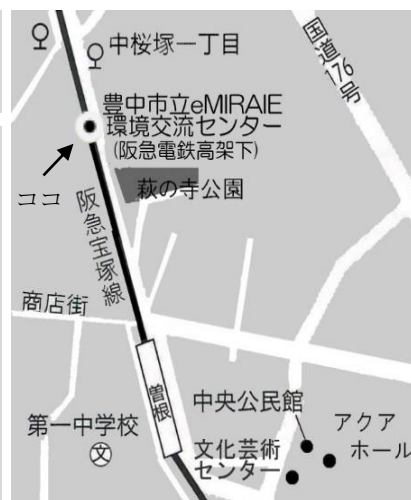 中桜塚一丁目
国道176号
豊中市立eMIRAIE
環境交流センター
(阪急電鉄高架下)
ココ
萩の寺公園
阪急宝塚線
商店街
曽根
中央公民館
第一中学校
文
アクア
ホール
文化芸術
センター